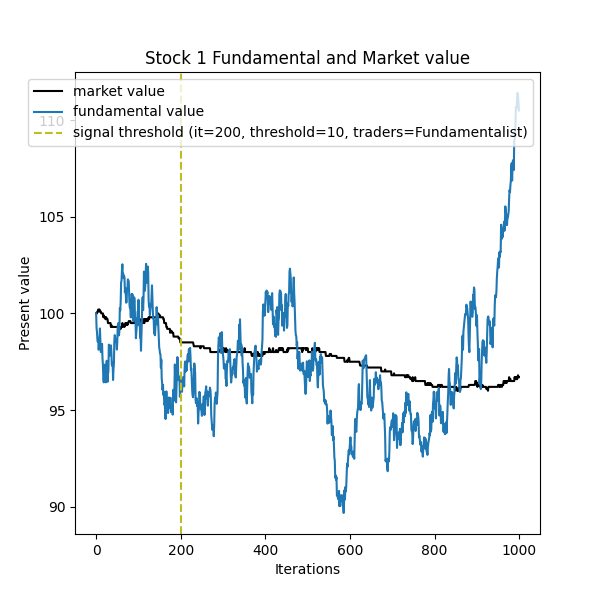 Stock 1 Fundamental and Market value
market value
fundamental value
signal threshold (it=200, threshold=10, traders=Fundamentalist)
110
105
100
95
90
Present value
0 200 400 600 800 1000
Iterations